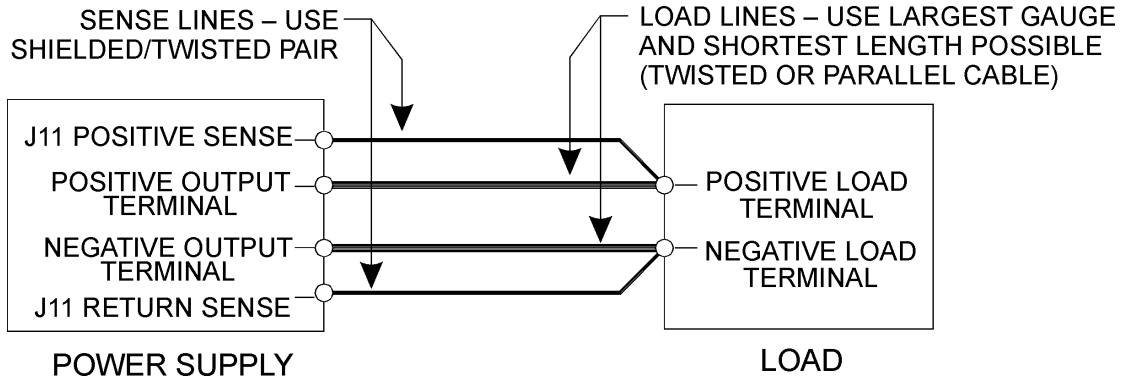 SENSE LINES – USE
SHIELDED/TWISTED PAIR
LOAD LINES – USE LARGEST GAUGE
AND SHORTEST LENGTH POSSIBLE
(TWISTED OR PARALLEL CABLE)
J11 POSITIVE SENSE
POSITIVE OUTPUT
TERMINAL
NEGATIVE OUTPUT
TERMINAL
J11 RETURN SENSE
POSITIVE LOAD
TERMINAL
NEGATIVE LOAD
TERMINAL
POWER SUPPLY
LOAD